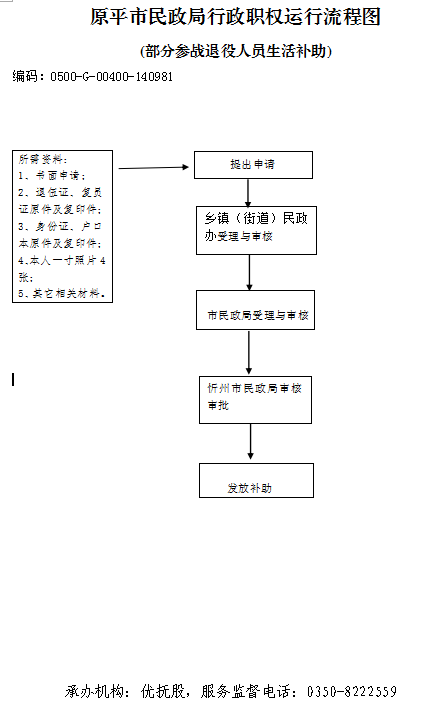 原平市民政局行政职权运行流程图
(部分参战退役人员生活补助)
编码：0500-G-00400-140981
所需资料：
1、书面申请；
2、退伍证、复员
证原件及复印件；
3、身份证、户口
本原件及复印件；
4.本人一寸照片4
张；
5、其它相关材料。
提出申请
乡镇（街道）民政
办受理与审核
市民政局受理与审核
忻州市民政局审核
审批
发放补助
承办机构：优抚股，服务监督电话：0350-8222559